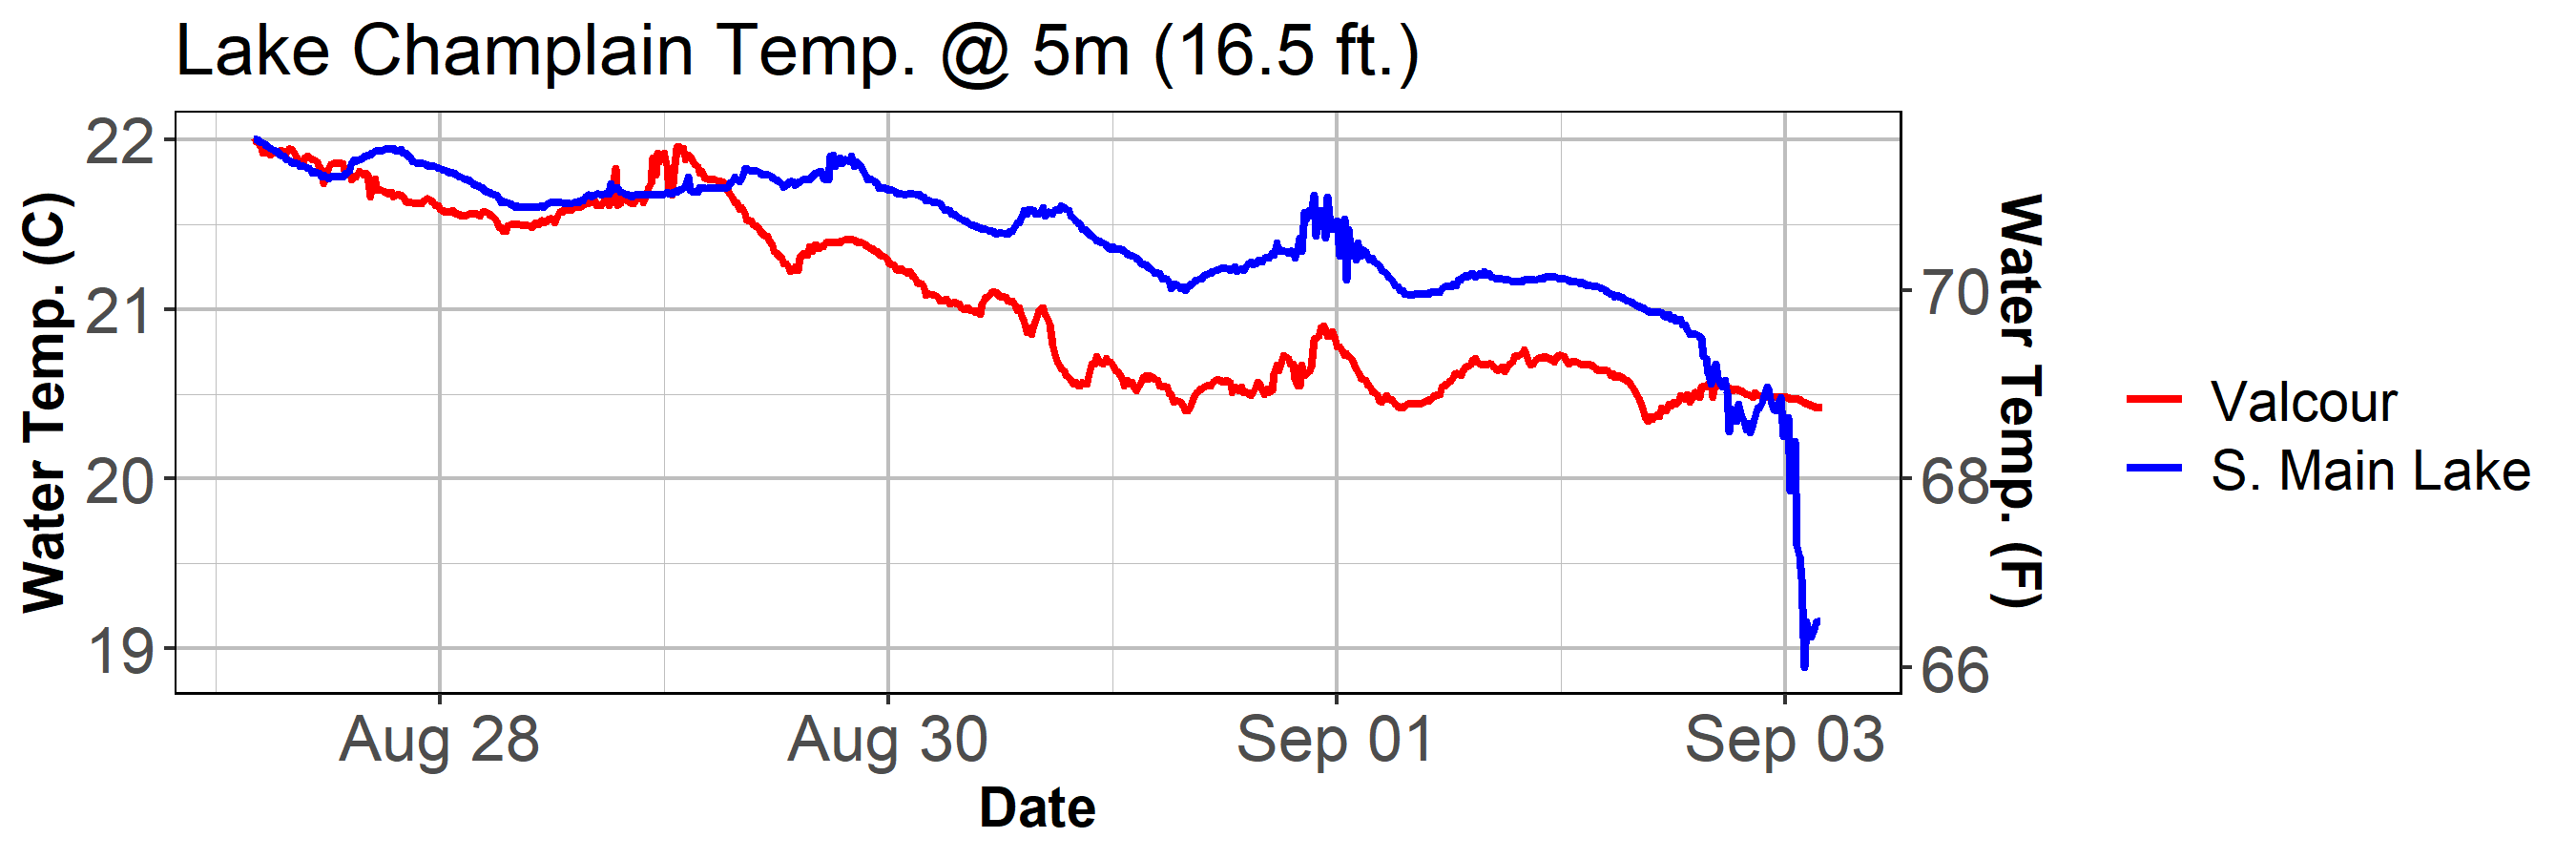 Lake Champlain Temp. @ 5m (16.5 ft.)
Water Temp. (C)
22
21
20
19
70
68
66
Water Temp. (F)
Aug 28
Aug 30
Sep 01
Sep 03
Date
Valcour
S. Main Lake